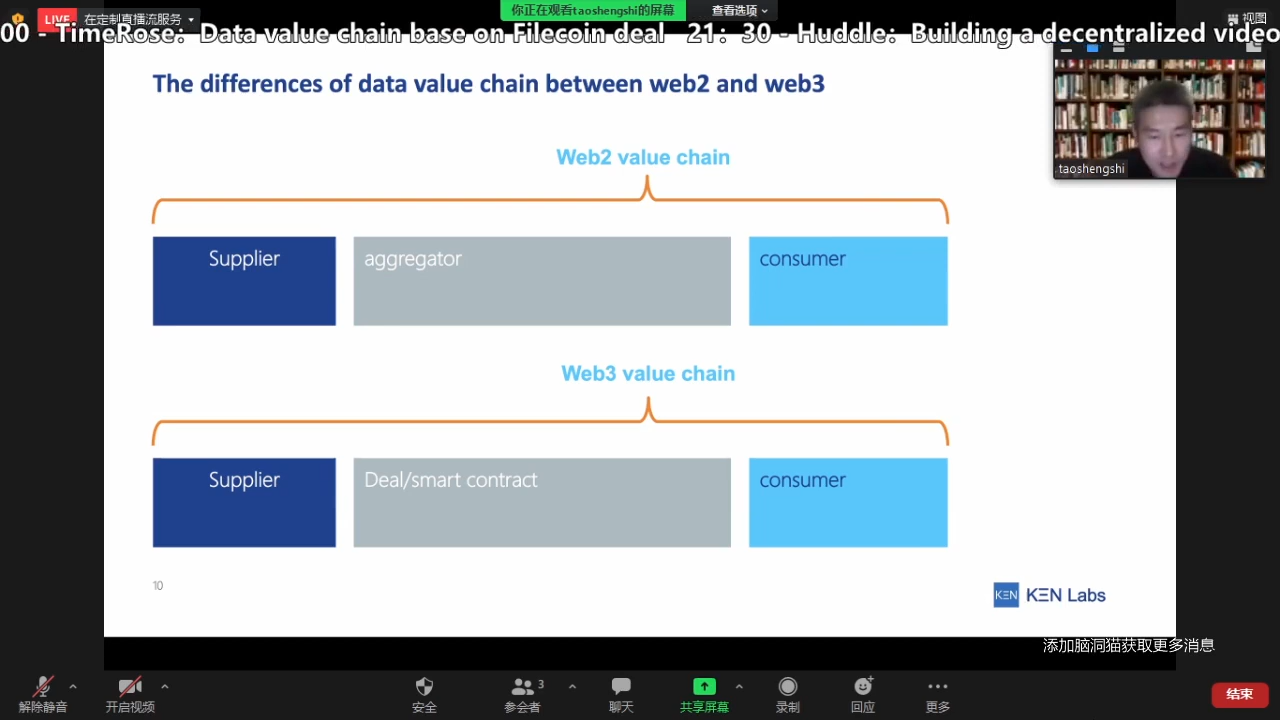 LIVE 在定制直播流服务
你正在观看taoshengshi的屏幕
查看选项
视图
00 - TimeRose：Data value chain base on Filecoin deal 21：30 - Huddle：Building a decentralized video
The differences of data value chain between web2 and web3
taoshengshi
Web2 value chain
Supplier
aggregator
consumer
Web3 value chain
Supplier
Deal/smart contract
consumer
10
KΞN
KΞN Labs
添加脑洞猫获取更多消息
解除静音
开启视频
安全
参会者
3
聊天
共享屏幕
录制
回应
更多
结束